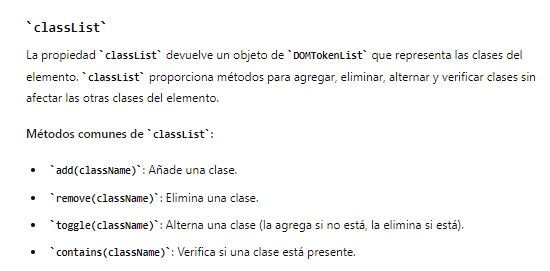 `classList`
La propiedad `classList` devuelve un objeto de `DOMTokenList` que representa las clases del
elemento. `classList` proporciona métodos para agregar, eliminar, alternar y verificar clases sin
afectar las otras clases del elemento.
Métodos comunes de `classList`:
• `add(className)`: Añade una clase.
• `remove(className)`: Elimina una clase.
• `toggle(className)`: Alterna una clase (la agrega si no está, la elimina si está).
• `contains(className)`: Verifica si una clase está presente.